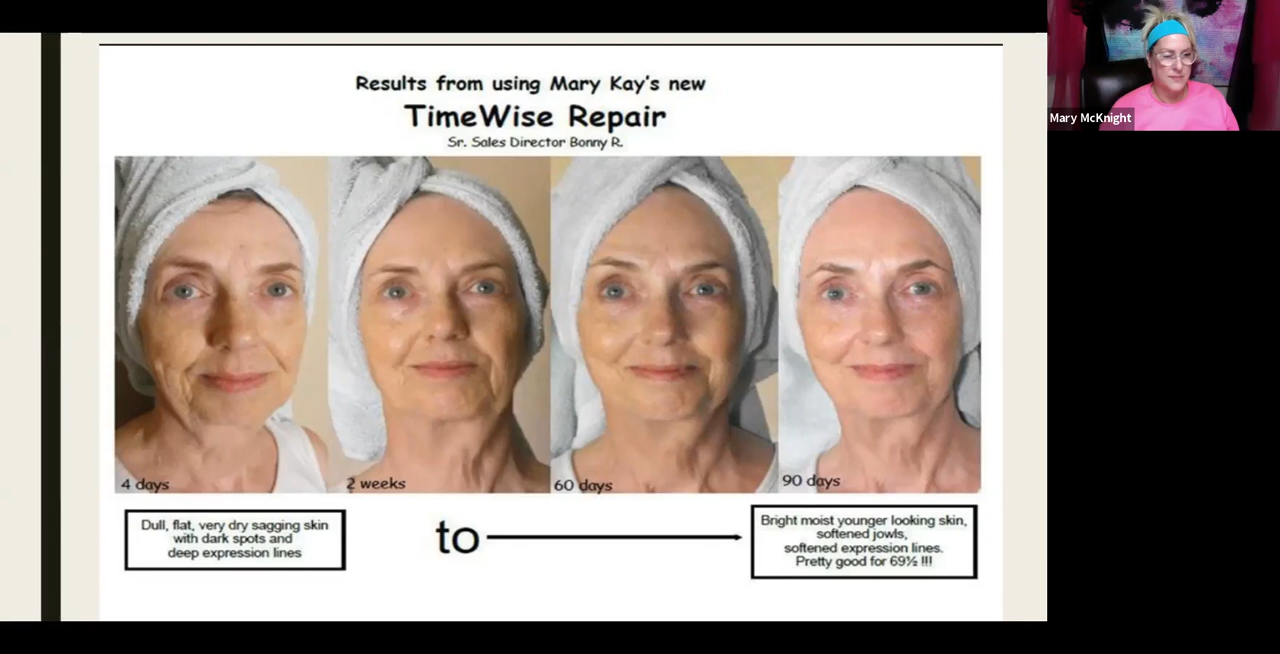 Results from using Mary Kay's new
TimeWise Repair
Sr. Sales Director Bonny R.
Mary McKnight
4 days
2 weeks
60 days
90 days
Dull, flat, very dry sagging skin
with dark spots and
deep expression lines
to
Bright moist younger looking skin,
softened jowls,
softened expression lines.
Pretty good for 69½ !!!